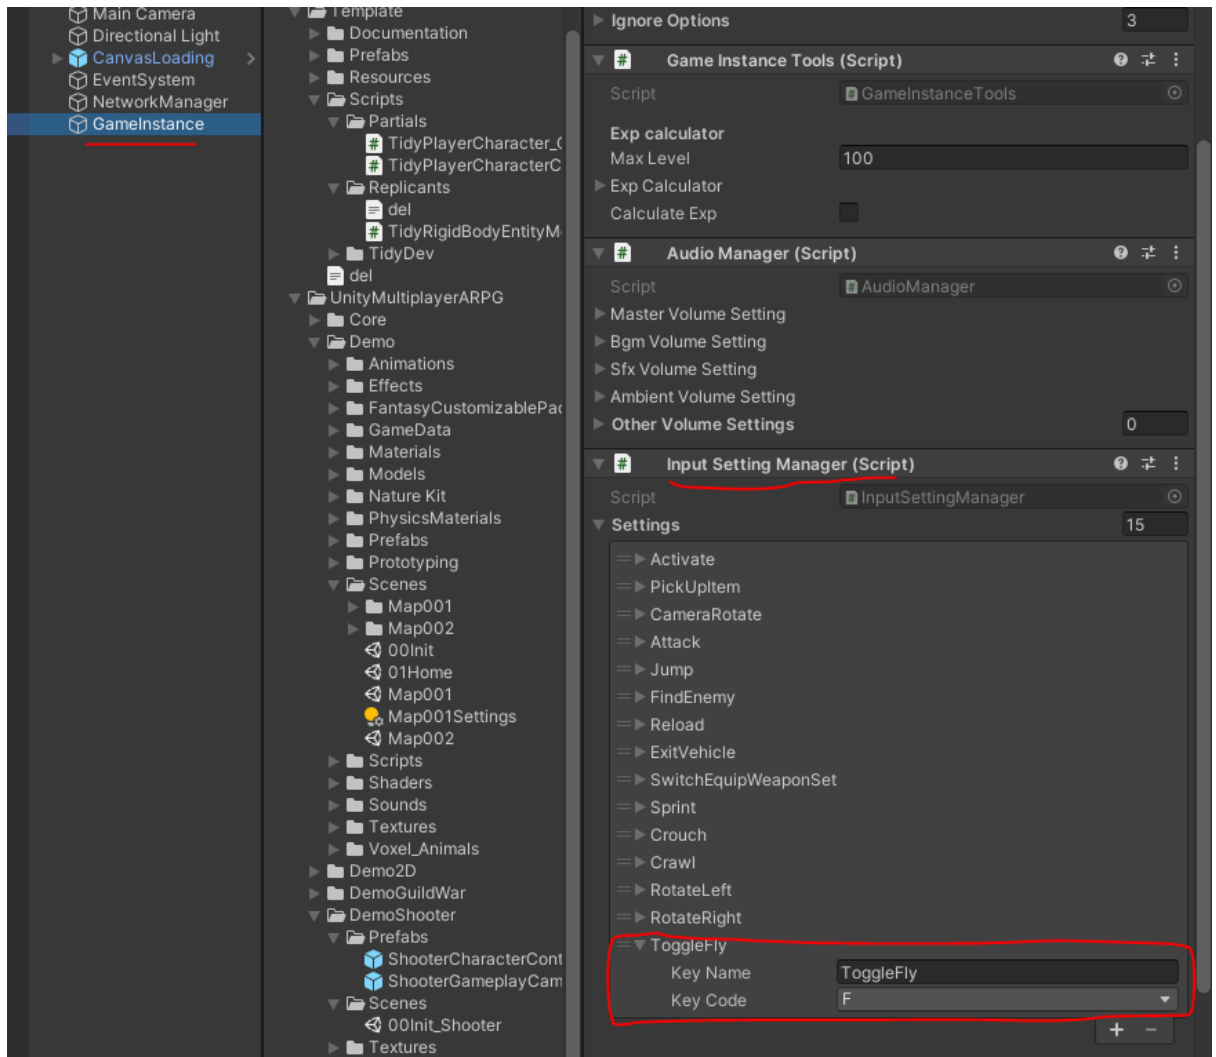 Main Camera
Directional Light
CanvasLoading
EventSystem
NetworkManager
GameInstance
Template
Documentation
Prefabs
Resources
Scripts
Partials
TidyPlayerCharacter_
TidyPlayerCharacterC
Replicants
del
TidyRigidBodyEntityM
TidyDev
del
UnityMultiplayerARPG
Core
Demo
Animations
Effects
FantasyCustomizablePac
GameData
Materials
Models
Nature Kit
PhysicsMaterials
Prefabs
Prototyping
Scenes
Map001
Map002
00Init
01Home
Map001
Map001Settings
Map002
Scripts
Shaders
Sounds
Textures
Voxel_Animals
Demo2D
DemoGuildWar
DemoShooter
Prefabs
ShooterCharacterCont
ShooterGameplayCam
Scenes
00Init_Shooter
Textures
Ignore Options 3
# Game Instance Tools (Script)
Script GameInstanceTools
Exp calculator
Max Level 100
Exp Calculator
Calculate Exp
# Audio Manager (Script)
Script AudioManager
Master Volume Setting
Bgm Volume Setting
Sfx Volume Setting
Ambient Volume Setting
Other Volume Settings 0
# Input Setting Manager (Script)
Script InputSettingManager
Settings 15
Activate
PickUpItem
CameraRotate
Attack
Jump
FindEnemy
Reload
ExitVehicle
SwitchEquipWeaponSet
Sprint
Crouch
Crawl
RotateLeft
RotateRight
ToggleFly
Key Name ToggleFly
Key Code F
+ −